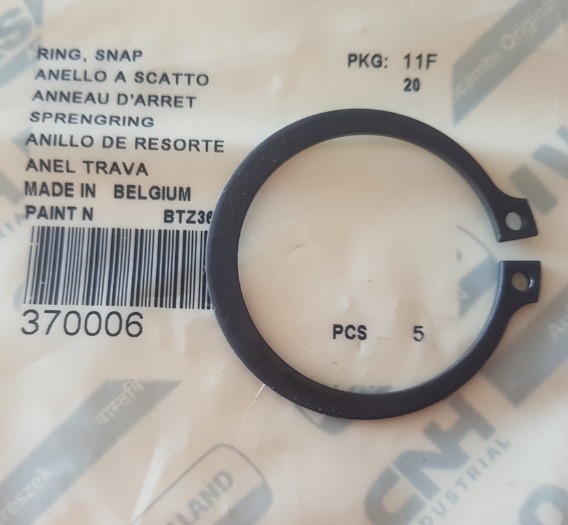 RING, SNAP
PKG: 11F
ANELLO A SCATTO
20
ANNEAU D'ARRET
SPRENGRING
ANILLO DE RESORTE
ANEL TRAVA
MADE IN BELGIUM
PAINT N BTZ36
370006
PCS 5
CNH
INDUSTRIAL